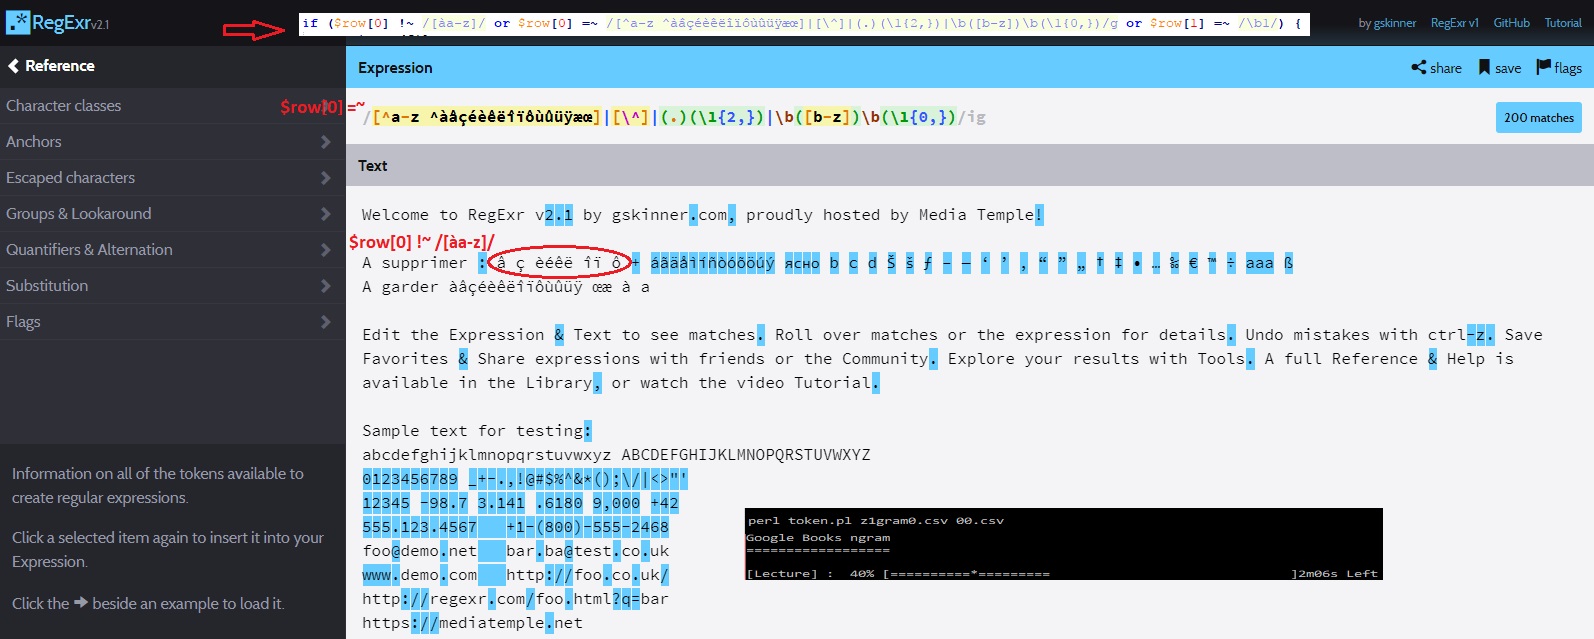 RegExr v2.1
if ($row[0] !~ /[àa-z]/ or $row[0] =~ /[^a-z ^àâçéèêëîïôùûüÿæœ]|[\^]|(.)(\1{2,})|\b([b-z])\b(\1{0,})/g or $row[1] =~ /\b1/) {
by gskinner RegExr v1 GitHub Tutorial
Reference
Expression
share save flags
Character classes
$row[0] =~
/[^a-z ^àâçéèêëîïôùûüÿæœ]|[\^]|(.)(\1{2,})|\b([b-z])\b(\1{0,})/ig
200 matches
Anchors
Escaped characters
Groups & Lookaround
Quantifiers & Alternation
Substitution
Flags
Text
Welcome to RegExr v2.1 by gskinner.com, proudly hosted by Media Temple!
$row[0] !~ /[àa-z]/
A supprimer : â ç èéêë îï ô + áãäåìíñòóõöúý ясно b c d Š š ƒ – — ‘ ’ ‚ “ ” „ † ‡ • … ‰ € ™ ÷ aaa ß
A garder àâçéèêëîïôùûüÿ œæ à a
Edit the Expression & Text to see matches. Roll over matches or the expression for details. Undo mistakes with ctrl-z. Save
Favorites & Share expressions with friends or the Community. Explore your results with Tools. A full Reference & Help is
available in the Library, or watch the video Tutorial.
Sample text for testing:
abcdefghijklmnopqrstuvwxyz ABCDEFGHIJKLMNOPQRSTUVWXYZ
0123456789 _+-.,!@#$%^&*();\/|<>"'
12345 -98.7 3.141 .6180 9,000 +42
555.123.4567 +1-(800)-555-2468
foo@demo.net bar.ba@test.co.uk
www.demo.com http://foo.co.uk/
http://regexr.com/foo.html?q=bar
https://mediatemple.net
Information on all of the tokens available to
create regular expressions.
Click a selected item again to insert it into your
Expression.
Click the ➔ beside an example to load it.
perl token.pl z1gram0.csv 00.csv
Google Books ngram
==================
[Lecture] : 40% [==========*========= ]2m06s Left